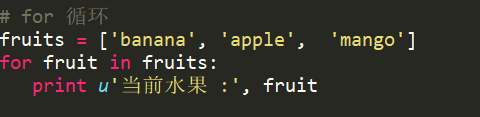 # for 循环
fruits = ['banana', 'apple',  'mango']
for fruit in fruits:
   print u'当前水果 :', fruit